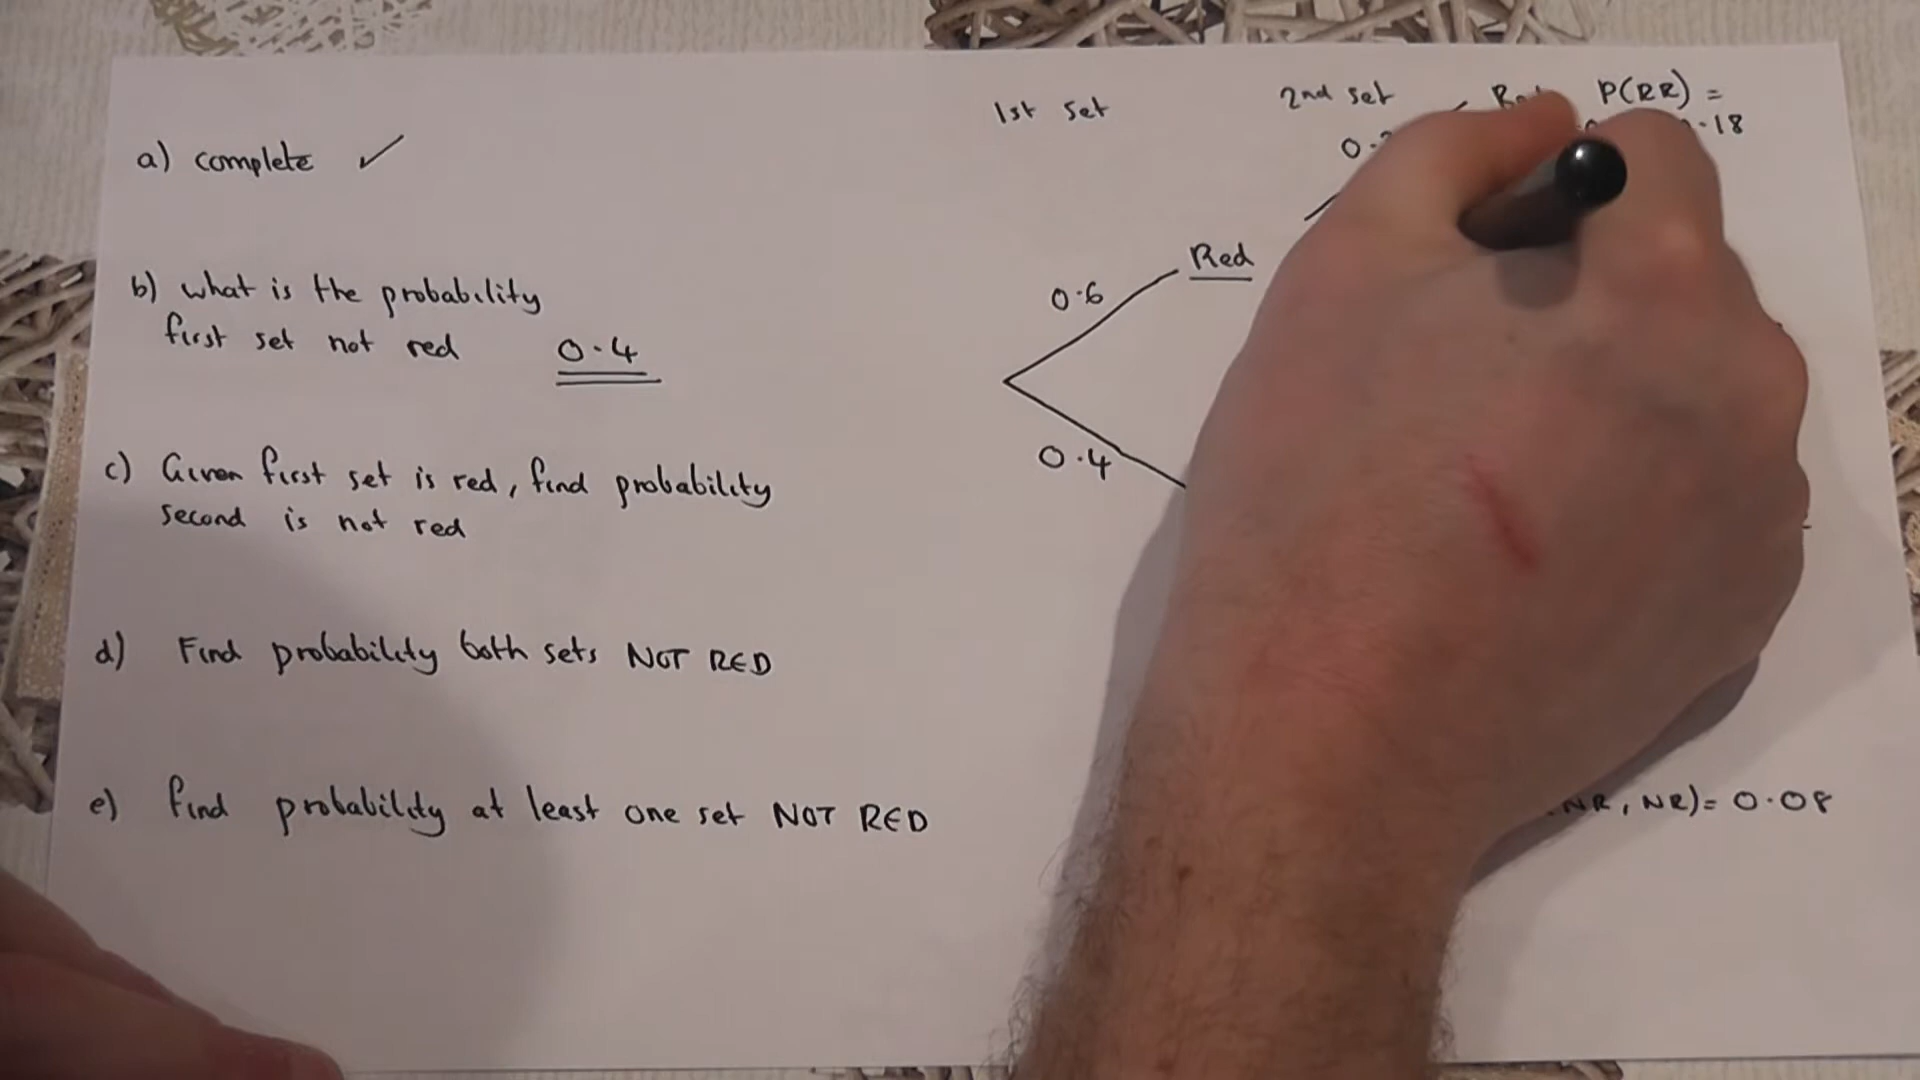 a) complete ✓
b) what is the probability
first set not red 0.4
c) Given first set is red, find probability
second is not red
d) Find probability both sets NOT RED
e) find probability at least one set NOT RED
1st set
2nd set
P(RR) =
.18
Red
0.6
0.4
NR, NR) = 0.08